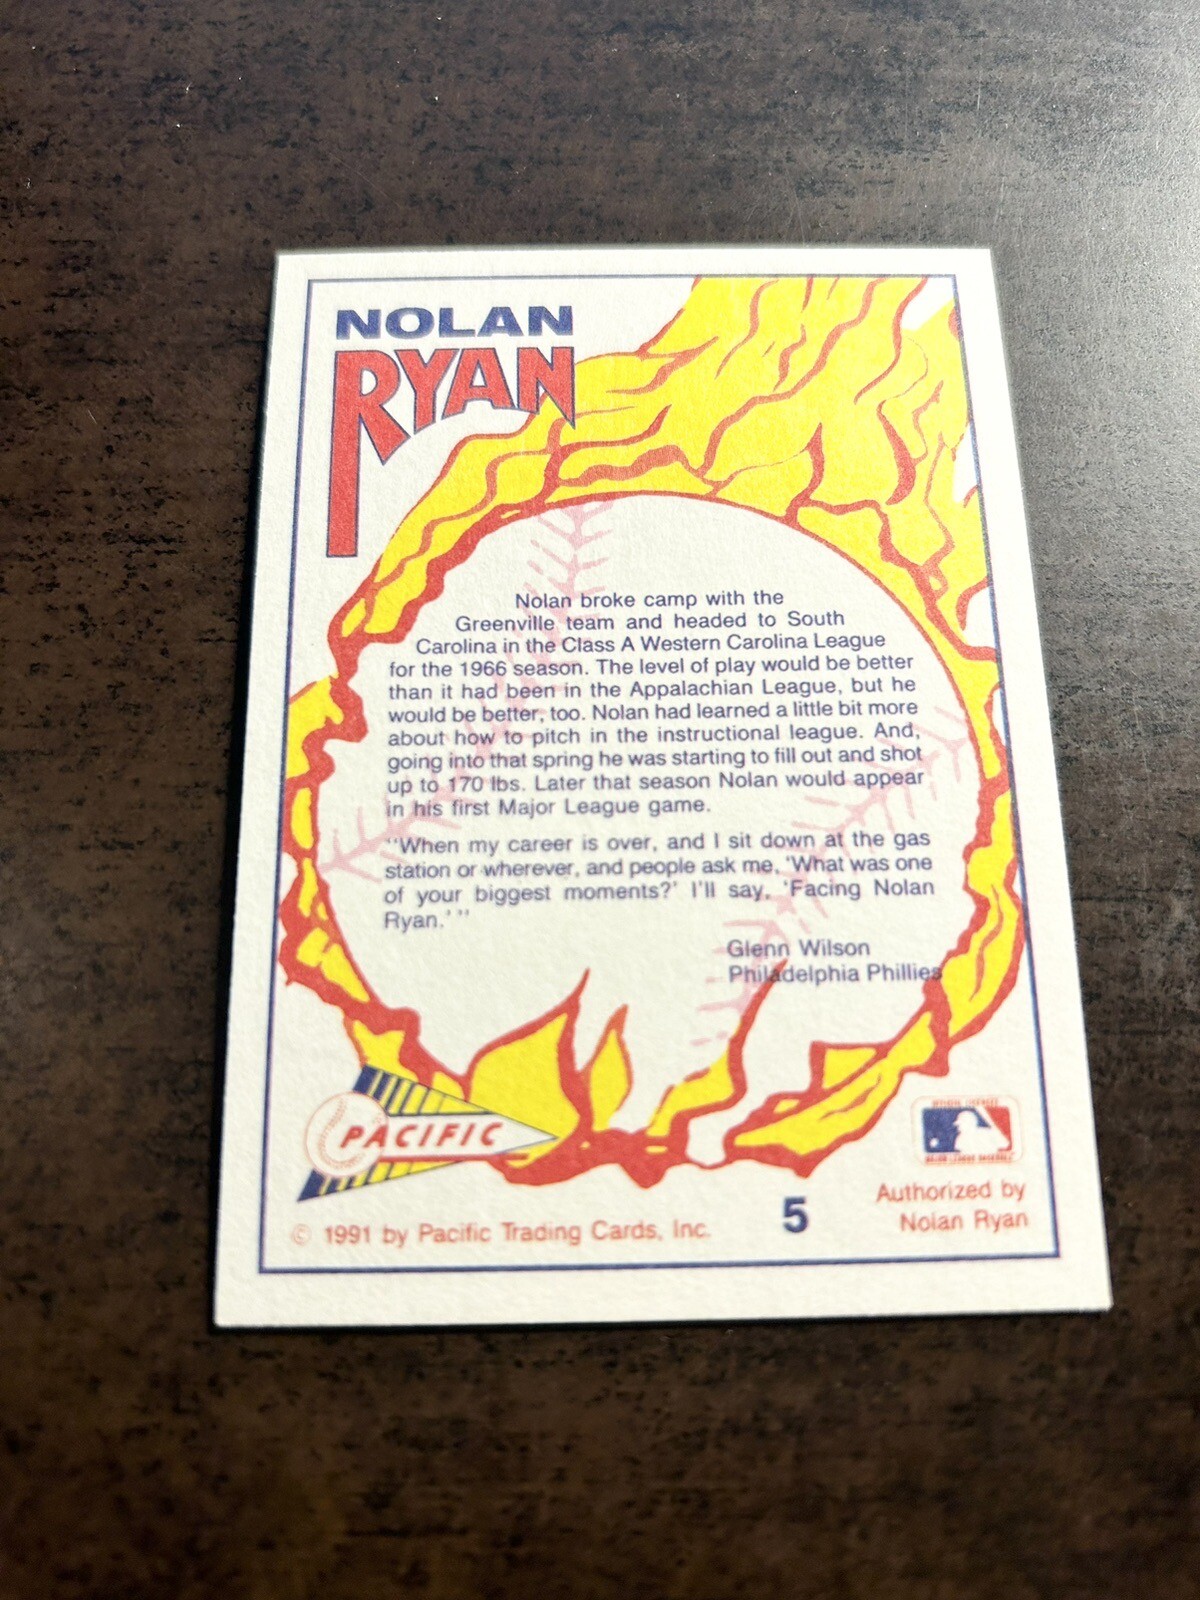 NOLAN
RYAN
Nolan broke camp with the
Greenville team and headed to South
Carolina in the Class A Western Carolina League
for the 1966 season. The level of play would be better
than it had been in the Appalachian League, but he
would be better, too. Nolan had learned a little bit more
about how to pitch in the instructional league. And,
going into that spring he was starting to fill out and shot
up to 170 lbs. Later that season Nolan would appear
in his first Major League game.
"When my career is over, and I sit down at the gas
station or wherever, and people ask me, 'What was one
of your biggest moments?' I'll say, 'Facing Nolan
Ryan.' "
Glenn Wilson
Philadelphia Phillies
PACIFIC
© 1991 by Pacific Trading Cards, Inc.
5
Authorized by
Nolan Ryan